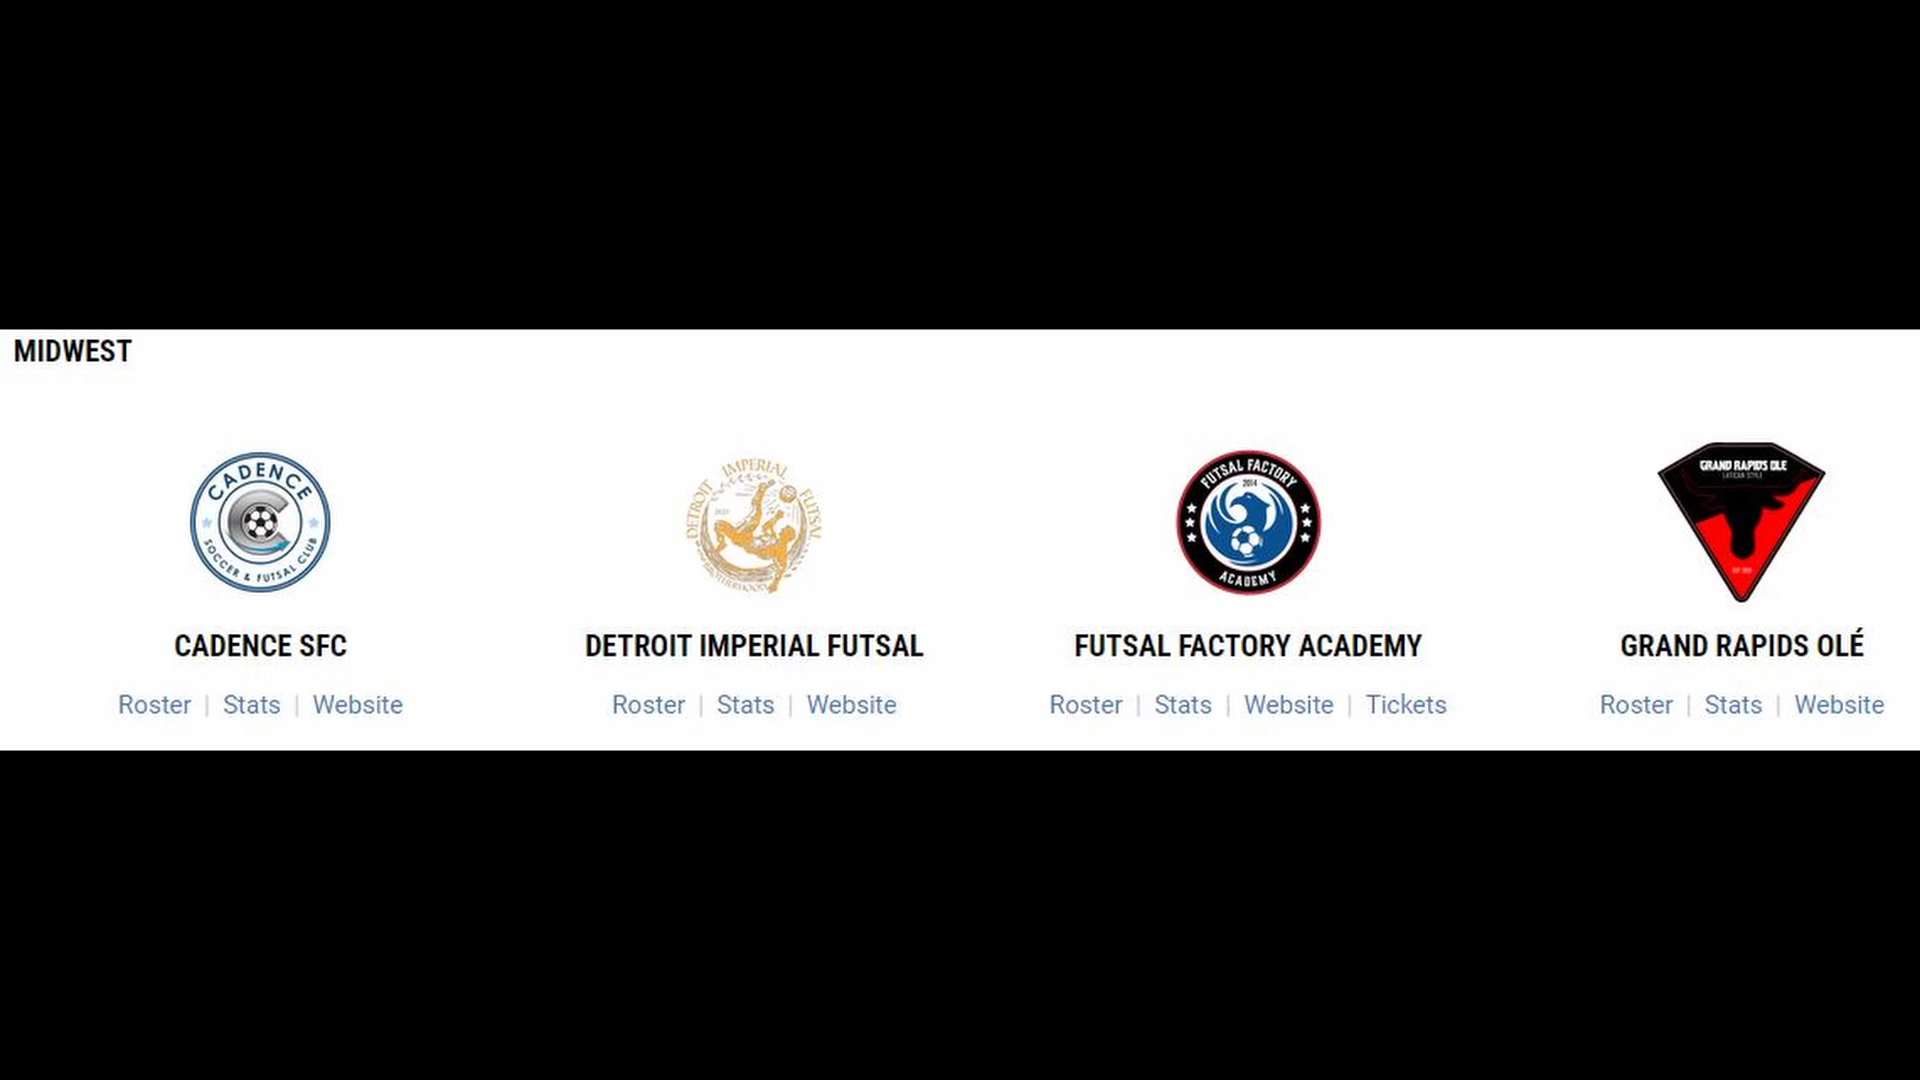 MIDWEST
CADENCE
SOCCER & FUTSAL CLUB
DETROIT IMPERIAL FUTSAL
BROTHERHOOD
FUTSAL FACTORY
2014
ACADEMY
GRAND RAPIDS OLE
CADENCE SFC
DETROIT IMPERIAL FUTSAL
FUTSAL FACTORY ACADEMY
GRAND RAPIDS OLÉ
Roster | Stats | Website
Roster | Stats | Website
Roster | Stats | Website | Tickets
Roster | Stats | Website